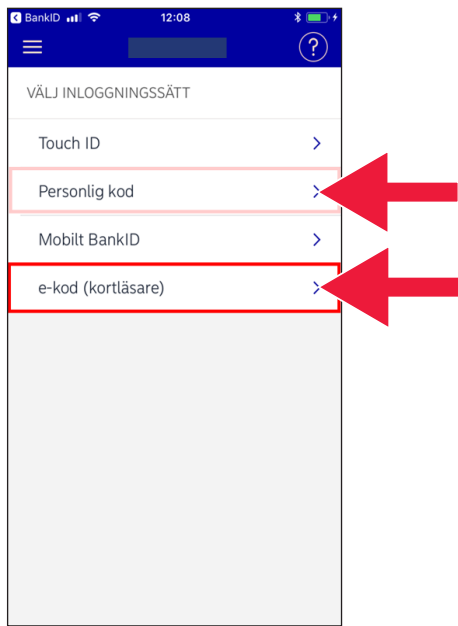 BankID 12:08
?
VÄLJ INLOGGNINGSSÄTT
Touch ID
Personlig kod
Mobilt BankID
e-kod (kortläsare)